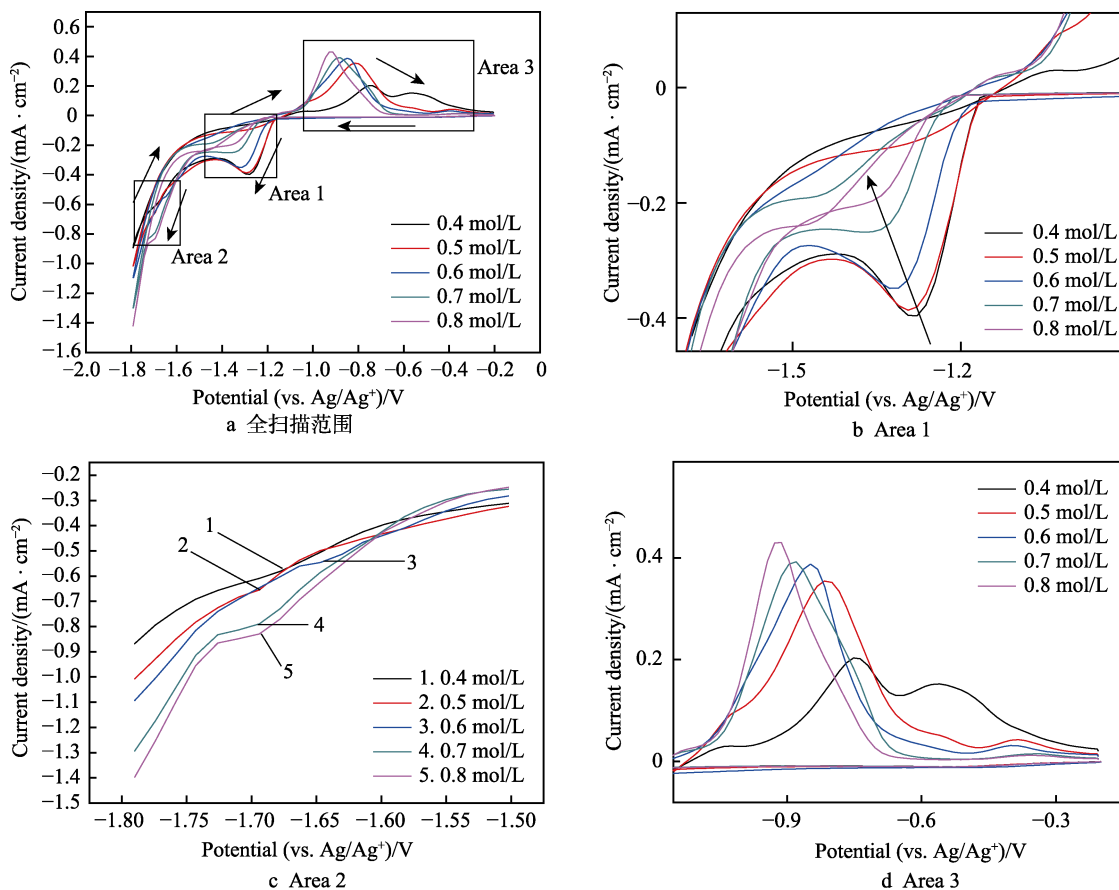 0.6
0.4
0.2
0
−0.2
−0.4
−0.6
−0.8
−1.0
−1.2
−1.4
−1.6
Current density/(mA · cm⁻²)
Area 3
Area 1
Area 2
0.4 mol/L
0.5 mol/L
0.6 mol/L
0.7 mol/L
0.8 mol/L
−2.0 −1.8 −1.6 −1.4 −1.2 −1.0 −0.8 −0.6 −0.4 −0.2 0
Potential (vs. Ag/Ag⁺)/V
a 全扫描范围
0
−0.2
−0.4
Current density/(mA · cm⁻²)
0.4 mol/L
0.5 mol/L
0.6 mol/L
0.7 mol/L
0.8 mol/L
−1.5 −1.2
Potential (vs. Ag/Ag⁺)/V
b Area 1
−0.2
−0.3
−0.4
−0.5
−0.6
−0.7
−0.8
−0.9
−1.0
−1.1
−1.2
−1.3
−1.4
−1.5
Current density/(mA · cm⁻²)
1
2
3
4
5
1. 0.4 mol/L
2. 0.5 mol/L
3. 0.6 mol/L
4. 0.7 mol/L
5. 0.8 mol/L
−1.80 −1.75 −1.70 −1.65 −1.60 −1.55 −1.50
Potential (vs. Ag/Ag⁺)/V
c Area 2
0.4
0.2
0
Current density/(mA · cm⁻²)
0.4 mol/L
0.5 mol/L
0.6 mol/L
0.7 mol/L
0.8 mol/L
−0.9 −0.6 −0.3
Potential (vs. Ag/Ag⁺)/V
d Area 3